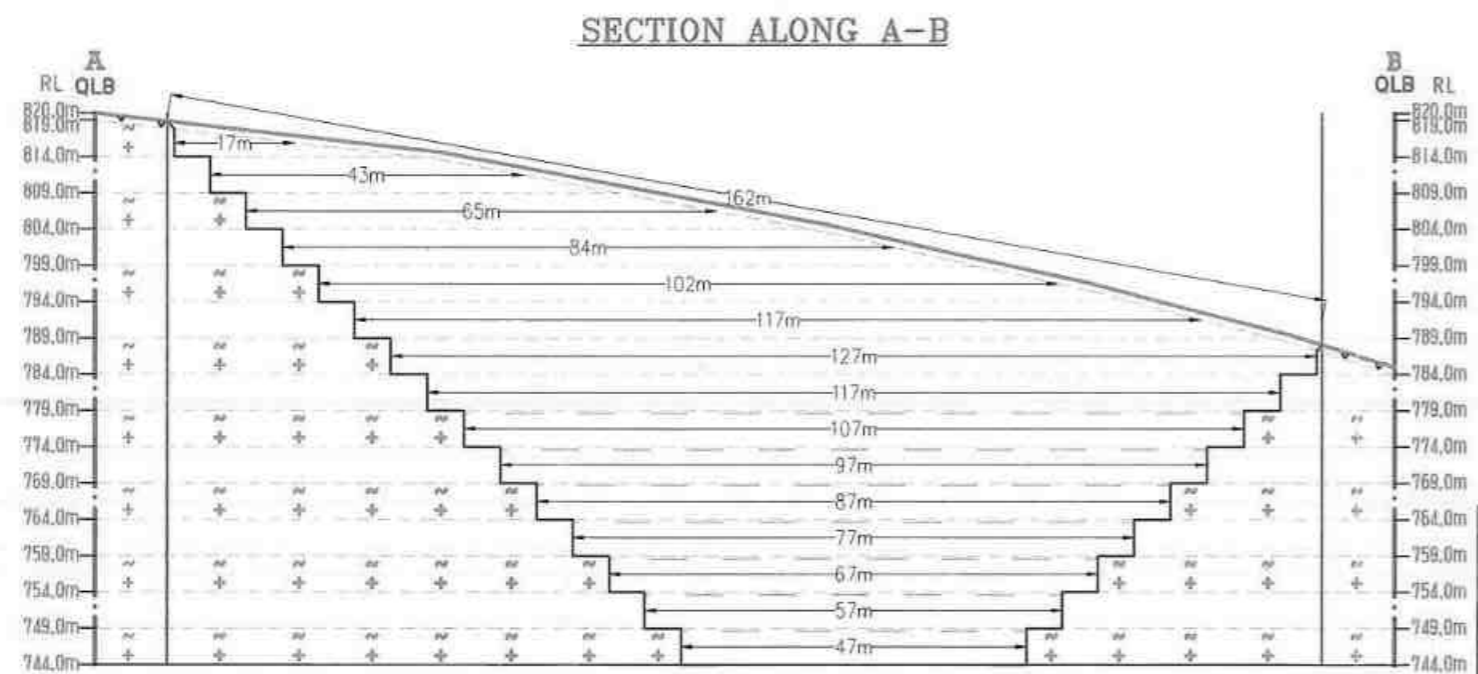 SECTION ALONG A-B
A
B
RL QLB
QLB RL
820.0m
820.0m
819.0m
819.0m
17m
814.0m
814.0m
43m
809.0m
809.0m
162m
65m
804.0m
804.0m
84m
799.0m
799.0m
102m
794.0m
794.0m
117m
789.0m
789.0m
127m
784.0m
784.0m
117m
779.0m
779.0m
107m
774.0m
774.0m
97m
769.0m
769.0m
87m
764.0m
764.0m
77m
759.0m
759.0m
67m
754.0m
754.0m
57m
749.0m
749.0m
47m
744.0m
744.0m